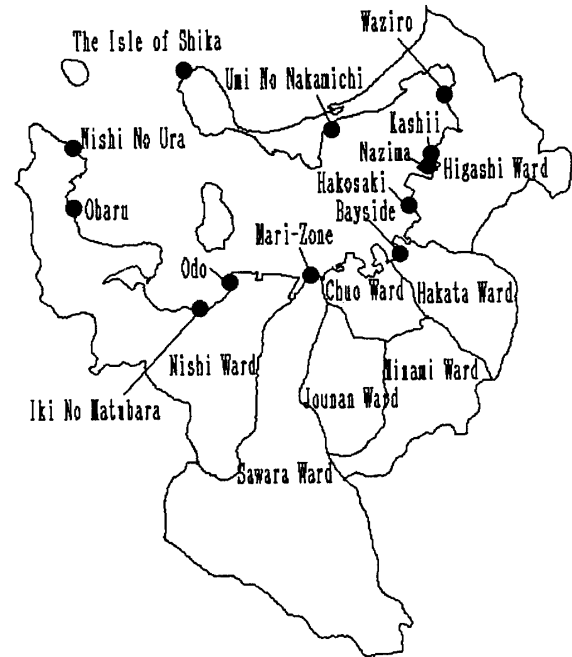 Waziro
The Isle of Shika
Umi No Nakamichi
Kashii
Nishi No Ura
Nazima
Higashi Ward
Hakosaki
Obaru
Bayside
Mari-Zone
Odo
Chuo Ward
Hakata Ward
Nishi Ward
Minami Ward
Jounan Ward
Iki No Matubara
Sawara Ward